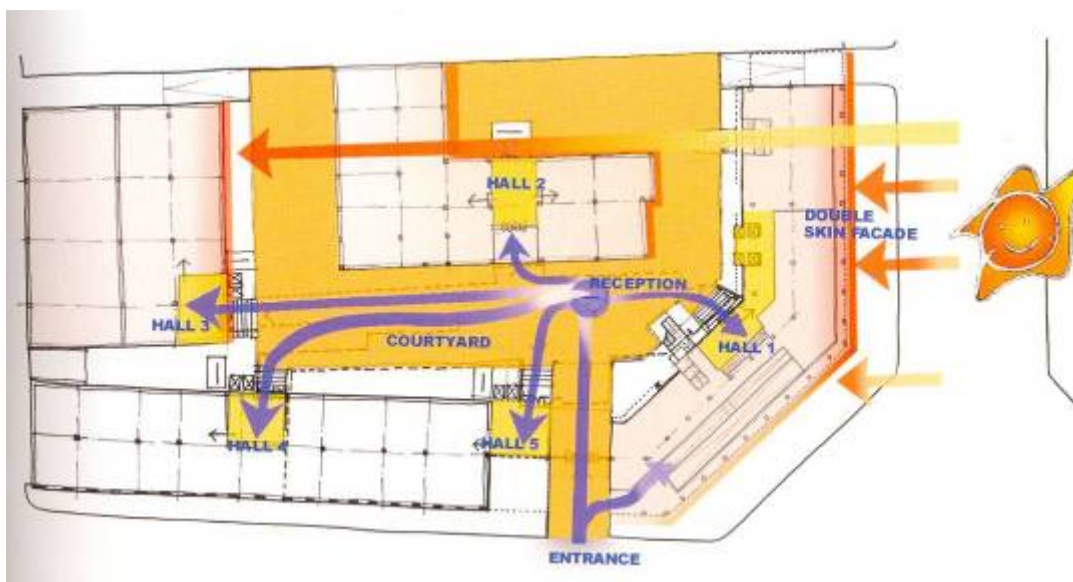 HALL 2
DOUBLE
SKIN FACADE
RECEPTION
HALL 3
COURTYARD
HALL 1
HALL 4
HALL 5
ENTRANCE